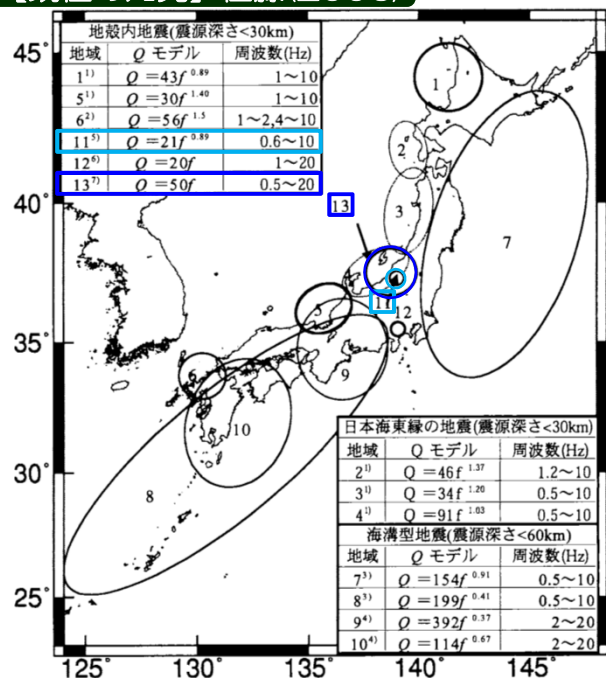 地殻内地震(震源深さ<30km)
地域 Q モデル 周波数(Hz)
1¹⁾ Q =43f ⁰·⁸⁹ 1～10
5¹⁾ Q =30f ¹·⁴⁰ 1～10
6²⁾ Q =56f ¹·⁵ 1～2,4～10
11⁵⁾ Q =21f ⁰·⁸⁹ 0.6～10
12⁶⁾ Q =20f 1～20
13⁷⁾ Q =50f 0.5～20
45°
40°
35°
30°
25°
1
2
3
7
13
11
12
5
6
9
10
8
日本海東縁の地震(震源深さ<30km)
地域 Q モデル 周波数(Hz)
2¹⁾ Q =46f ¹·³⁷ 1.2～10
3¹⁾ Q =34f ¹·²⁰ 0.5～10
4¹⁾ Q =91f ¹·⁰³ 0.5～10
海溝型地震(震源深さ<60km)
地域 Q モデル 周波数(Hz)
7³⁾ Q =154f ⁰·⁹¹ 0.5～10
8³⁾ Q =199f ⁰·⁴¹ 0.5～10
9⁴⁾ Q =392f ⁰·³⁷ 2～20
10⁴⁾ Q =114f ⁰·⁶⁷ 2～20
125° 130° 135° 140° 145°